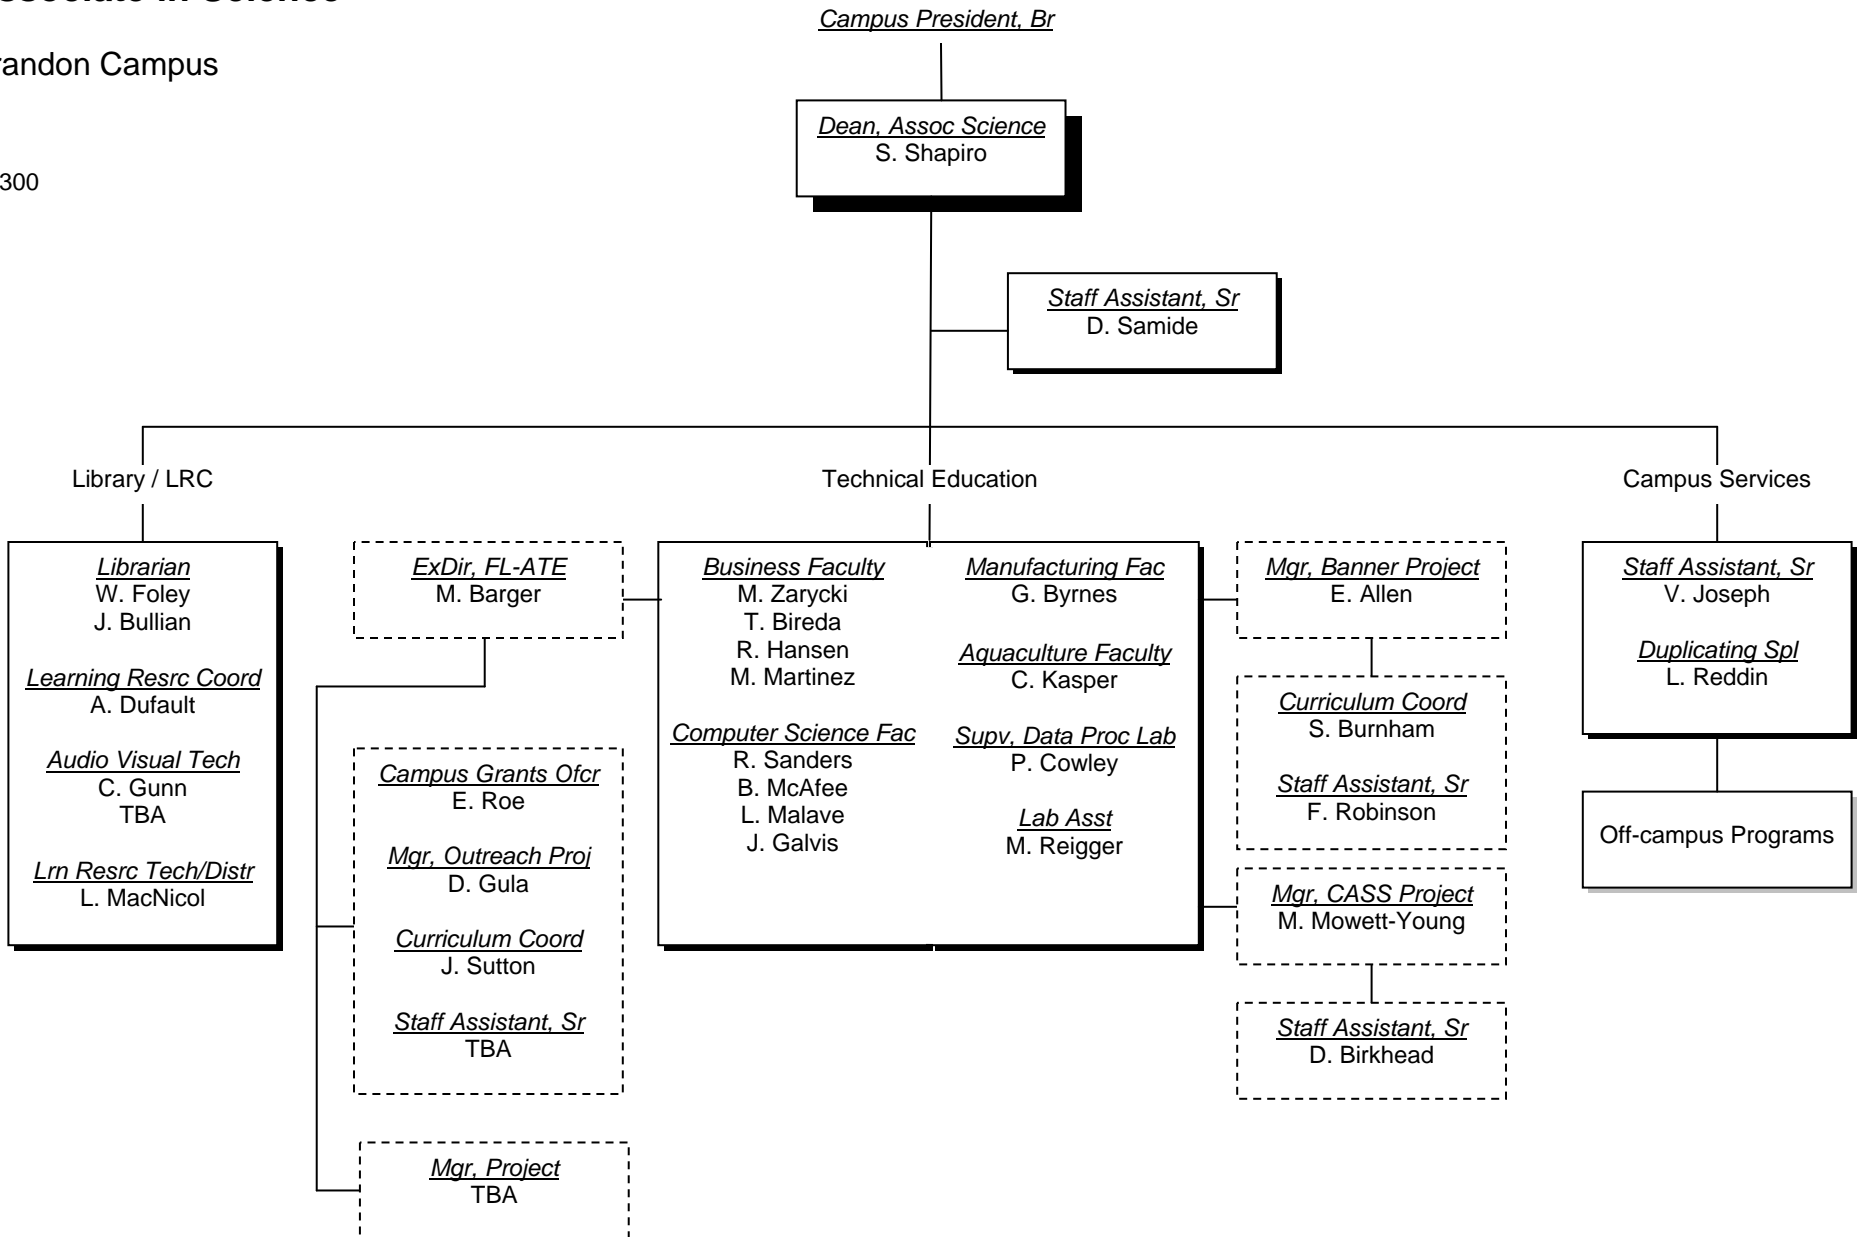 Campus President, Br
randon Campus
Dean, Assoc Science
S. Shapiro
300
Staff Assistant, Sr
D. Samide
Library / LRC
Technical Education
Campus Services
Librarian
W. Foley
J. Bullian
Learning Resrc Coord
A. Dufault
Audio Visual Tech
C. Gunn
TBA
Lrn Resrc Tech/Distr
L. MacNicol
ExDir, FL-ATE
M. Barger
Campus Grants Ofcr
E. Roe
Mgr, Outreach Proj
D. Gula
Curriculum Coord
J. Sutton
Staff Assistant, Sr
TBA
Mgr, Project
TBA
Business Faculty
M. Zarycki
T. Bireda
R. Hansen
M. Martinez
Computer Science Fac
R. Sanders
B. McAfee
L. Malave
J. Galvis
Manufacturing Fac
G. Byrnes
Aquaculture Faculty
C. Kasper
Supv, Data Proc Lab
P. Cowley
Lab Asst
M. Reigger
Mgr, Banner Project
E. Allen
Curriculum Coord
S. Burnham
Staff Assistant, Sr
F. Robinson
Mgr, CASS Project
M. Mowett-Young
Staff Assistant, Sr
D. Birkhead
Staff Assistant, Sr
V. Joseph
Duplicating Spl
L. Reddin
Off-campus Programs